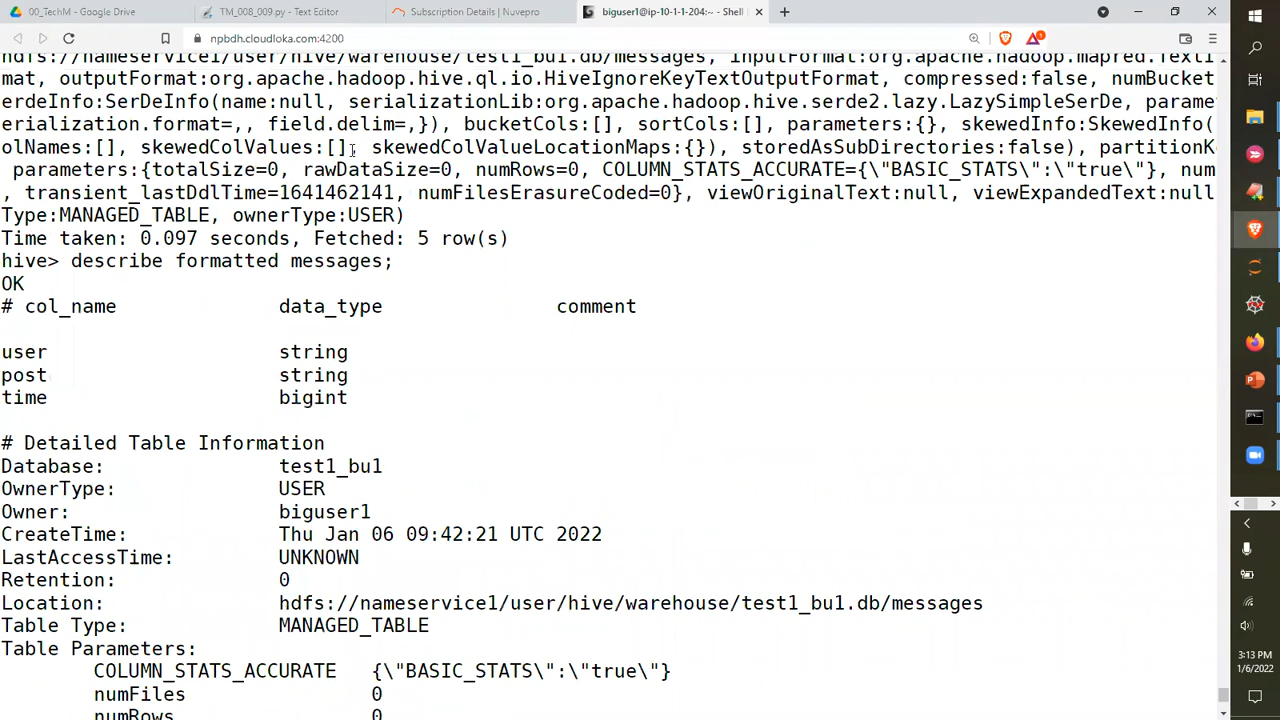 00_TechM - Google Drive
TM_008_009.py - Text Editor
Subscription Details | Nuvepro
biguser1@ip-10-1-1-204:~ - Shell
npbdh.cloudloka.com:4200
hdfs://nameservice1/user/hive/warehouse/test1_bu1.db/messages, inputFormat:org.apache.hadoop.mapred.TextI
mat, outputFormat:org.apache.hadoop.hive.ql.io.HiveIgnoreKeyTextOutputFormat, compressed:false, numBucket
erdeInfo:SerDeInfo(name:null, serializationLib:org.apache.hadoop.hive.serde2.lazy.LazySimpleSerDe, parame
erialization.format=,, field.delim=,}), bucketCols:[], sortCols:[], parameters:{}, skewedInfo:SkewedInfo(
olNames:[], skewedColValues:[], skewedColValueLocationMaps:{}), storedAsSubDirectories:false), partitionK
parameters:{totalSize=0, rawDataSize=0, numRows=0, COLUMN_STATS_ACCURATE={\"BASIC_STATS\":\"true\"}, num
, transient_lastDdlTime=1641462141, numFilesErasureCoded=0}, viewOriginalText:null, viewExpandedText:null
Type:MANAGED_TABLE, ownerType:USER)
Time taken: 0.097 seconds, Fetched: 5 row(s)
hive> describe formatted messages;
OK
# col_name data_type comment
user string
post string
time bigint
# Detailed Table Information
Database: test1_bu1
OwnerType: USER
Owner: biguser1
CreateTime: Thu Jan 06 09:42:21 UTC 2022
LastAccessTime: UNKNOWN
Retention: 0
Location: hdfs://nameservice1/user/hive/warehouse/test1_bu1.db/messages
Table Type: MANAGED_TABLE
Table Parameters:
COLUMN_STATS_ACCURATE {\"BASIC_STATS\":\"true\"}
numFiles 0
numRows 0
3:13 PM
1/6/2022